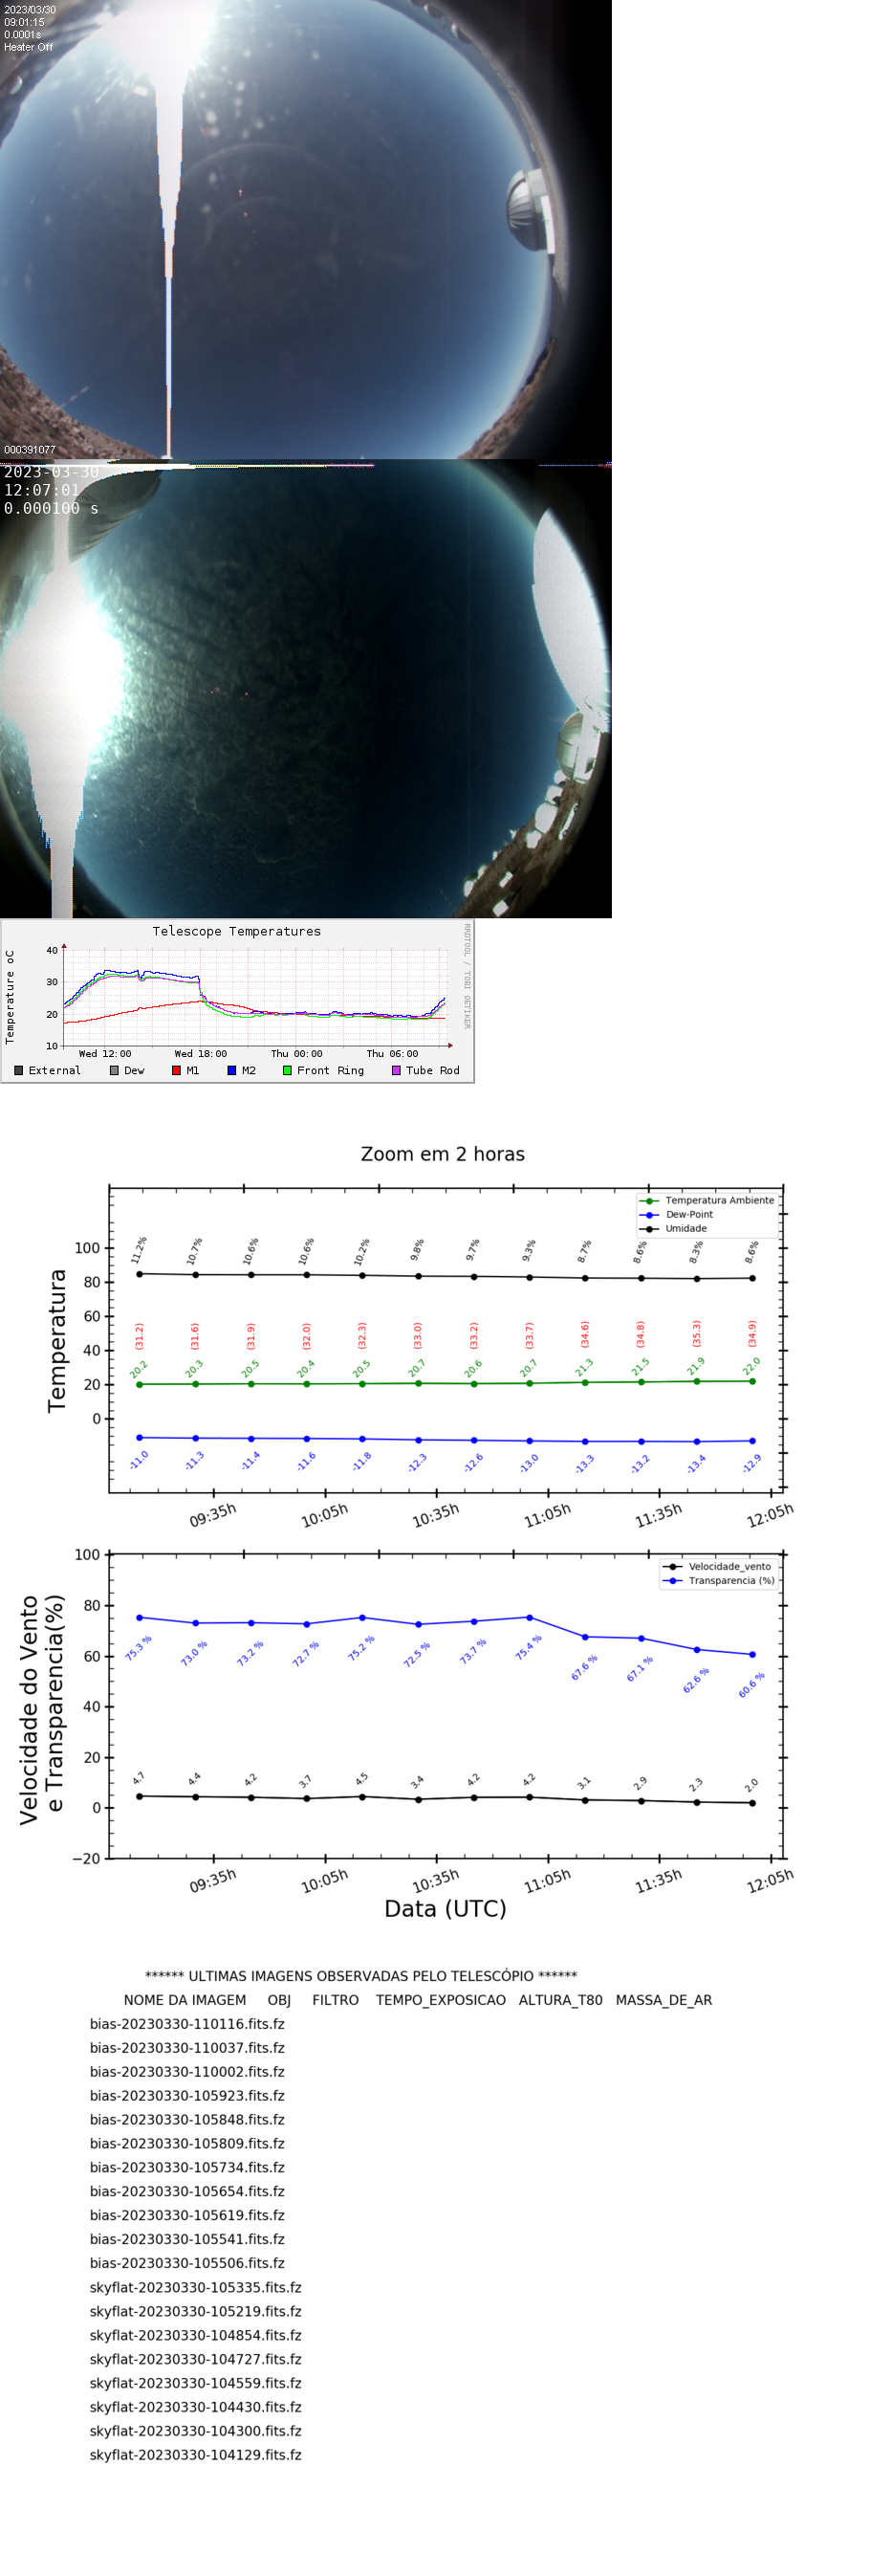 2023/03/30
09:01:15
0.0001s
Heater Off
000391077
2023-03-30
12:07:01
0.000100 s
Telescope Temperatures
RRDTOOL / TOBI OETIKER
Temperature oC
40
30
20
10
Wed 12:00 Wed 18:00 Thu 00:00 Thu 06:00
External Dew M1 M2 Front Ring Tube Rod
Zoom em 2 horas
Temperatura
Temperatura Ambiente
Dew-Point
Umidade
100
80
60
40
20
0
11.2% 10.7% 10.6% 10.6% 10.2% 9.8% 9.7% 9.3% 8.7% 8.6% 8.3% 8.6%
(31.2) (31.6) (31.9) (32.0) (32.3) (33.0) (33.2) (33.7) (34.6) (34.8) (35.3) (34.9)
20.2 20.3 20.5 20.4 20.5 20.7 20.6 20.7 21.3 21.5 21.9 22.0
-11.0 -11.3 -11.4 -11.6 -11.8 -12.3 -12.6 -13.0 -13.3 -13.2 -13.4 -12.9
09:35h 10:05h 10:35h 11:05h 11:35h 12:05h
Velocidade do Vento
e Transparencia(%)
Velocidade_vento
Transparencia (%)
100
80
60
40
20
0
−20
75.3 % 73.0 % 73.2 % 72.7 % 75.2 % 72.5 % 73.7 % 75.4 % 67.6 % 67.1 % 62.6 % 60.6 %
4.7 4.4 4.2 3.7 4.5 3.4 4.2 4.2 3.1 2.9 2.3 2.0
09:35h 10:05h 10:35h 11:05h 11:35h 12:05h
Data (UTC)
****** ULTIMAS IMAGENS OBSERVADAS PELO TELESCÓPIO ******
NOME DA IMAGEM OBJ FILTRO TEMPO_EXPOSICAO ALTURA_T80 MASSA_DE_AR
bias-20230330-110116.fits.fz
bias-20230330-110037.fits.fz
bias-20230330-110002.fits.fz
bias-20230330-105923.fits.fz
bias-20230330-105848.fits.fz
bias-20230330-105809.fits.fz
bias-20230330-105734.fits.fz
bias-20230330-105654.fits.fz
bias-20230330-105619.fits.fz
bias-20230330-105541.fits.fz
bias-20230330-105506.fits.fz
skyflat-20230330-105335.fits.fz
skyflat-20230330-105219.fits.fz
skyflat-20230330-104854.fits.fz
skyflat-20230330-104727.fits.fz
skyflat-20230330-104559.fits.fz
skyflat-20230330-104430.fits.fz
skyflat-20230330-104300.fits.fz
skyflat-20230330-104129.fits.fz